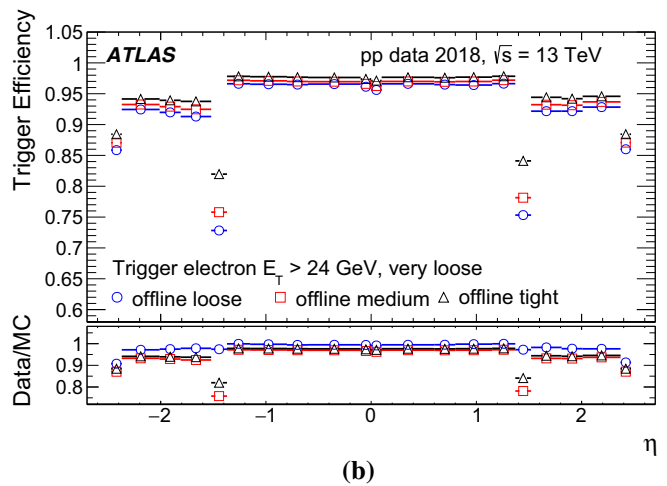 1.05
ATLAS pp data 2018, √s = 13 TeV
1
0.95
0.9
0.85
0.8
0.75
0.7
0.65
0.6
Trigger Efficiency
Trigger electron E_T > 24 GeV, very loose
offline loose offline medium offline tight
Data/MC
1
0.9
0.8
−2 −1 0 1 2
η
(b)